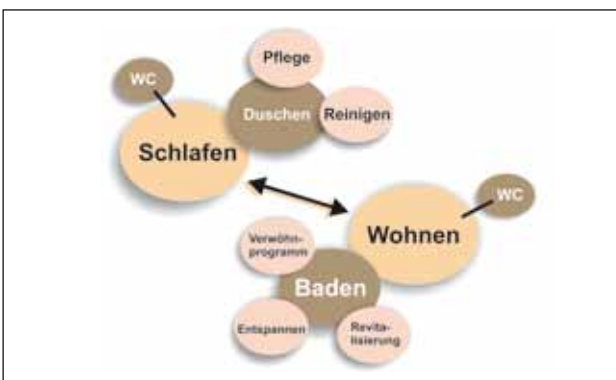 Pflege
WC
Duschen
Reinigen
Schlafen
WC
Wohnen
Verwöhn-
programm
Baden
Entspannen
Revita-
lisierung